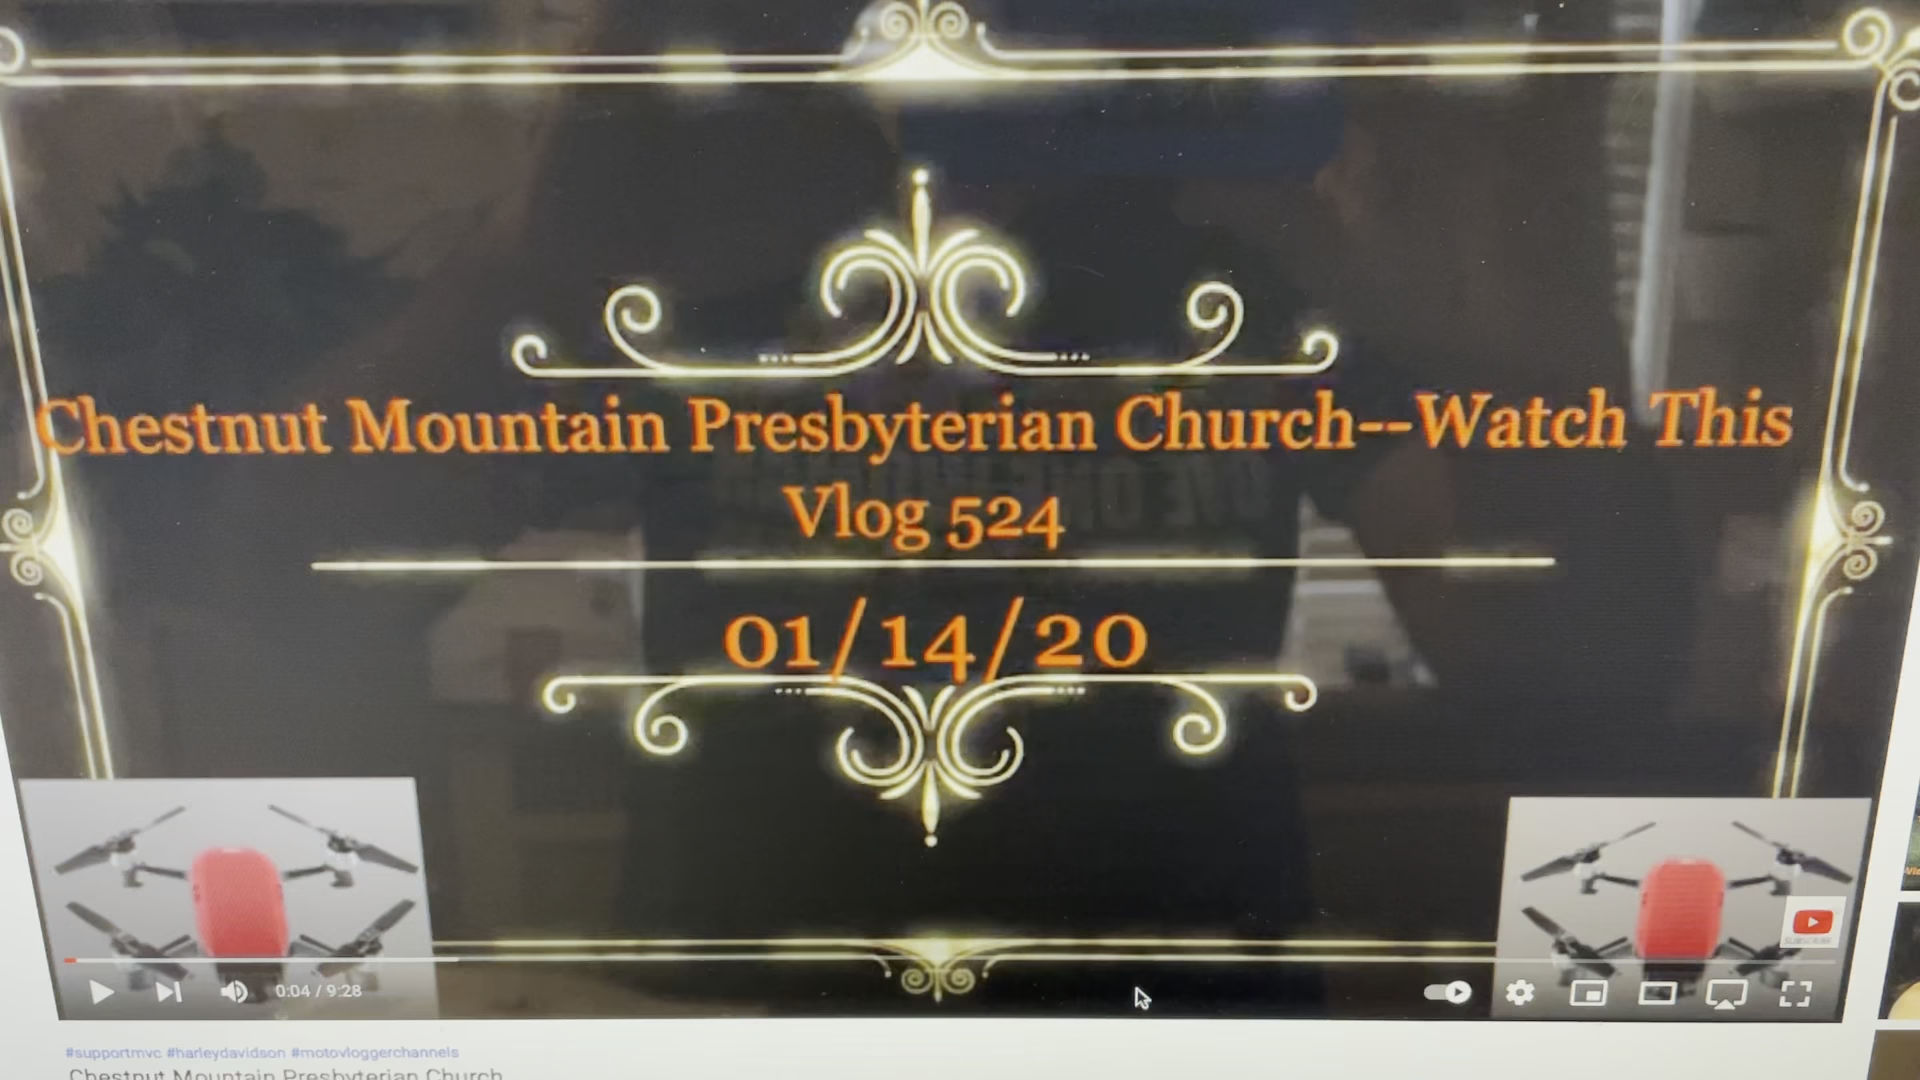 Chestnut Mountain Presbyterian Church--Watch This
Vlog 524
01/14/20
SUBSCRIBE
0:04 / 9:28
#supportmvc #harleydavidson #motovloggerchannels
Chestnut Mountain Presbyterian Church